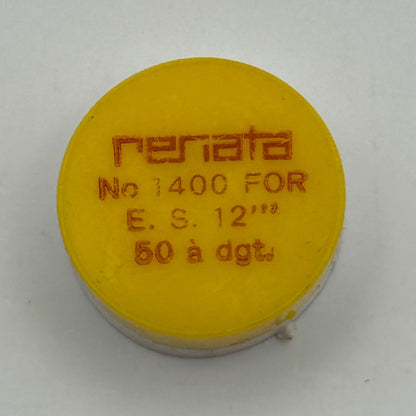 renata
No 1400 FOR
E. S. 12''''
50 à dgt.